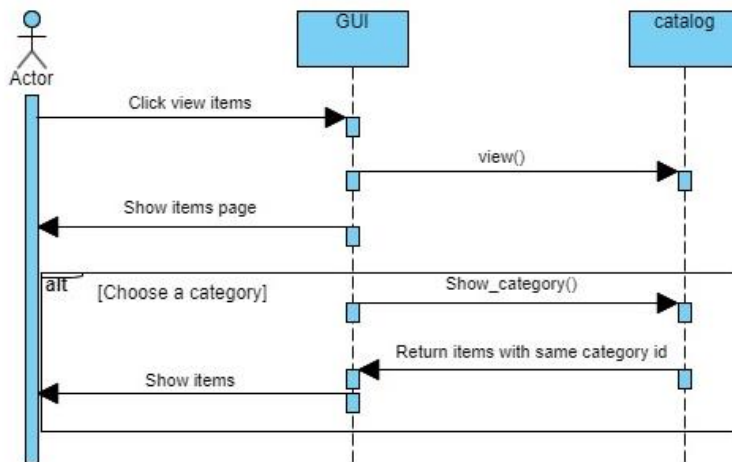 GUI
catalog
Actor
Click view items
view()
Show items page
alt
[Choose a category]
Show_category()
Return items with same category id
Show items